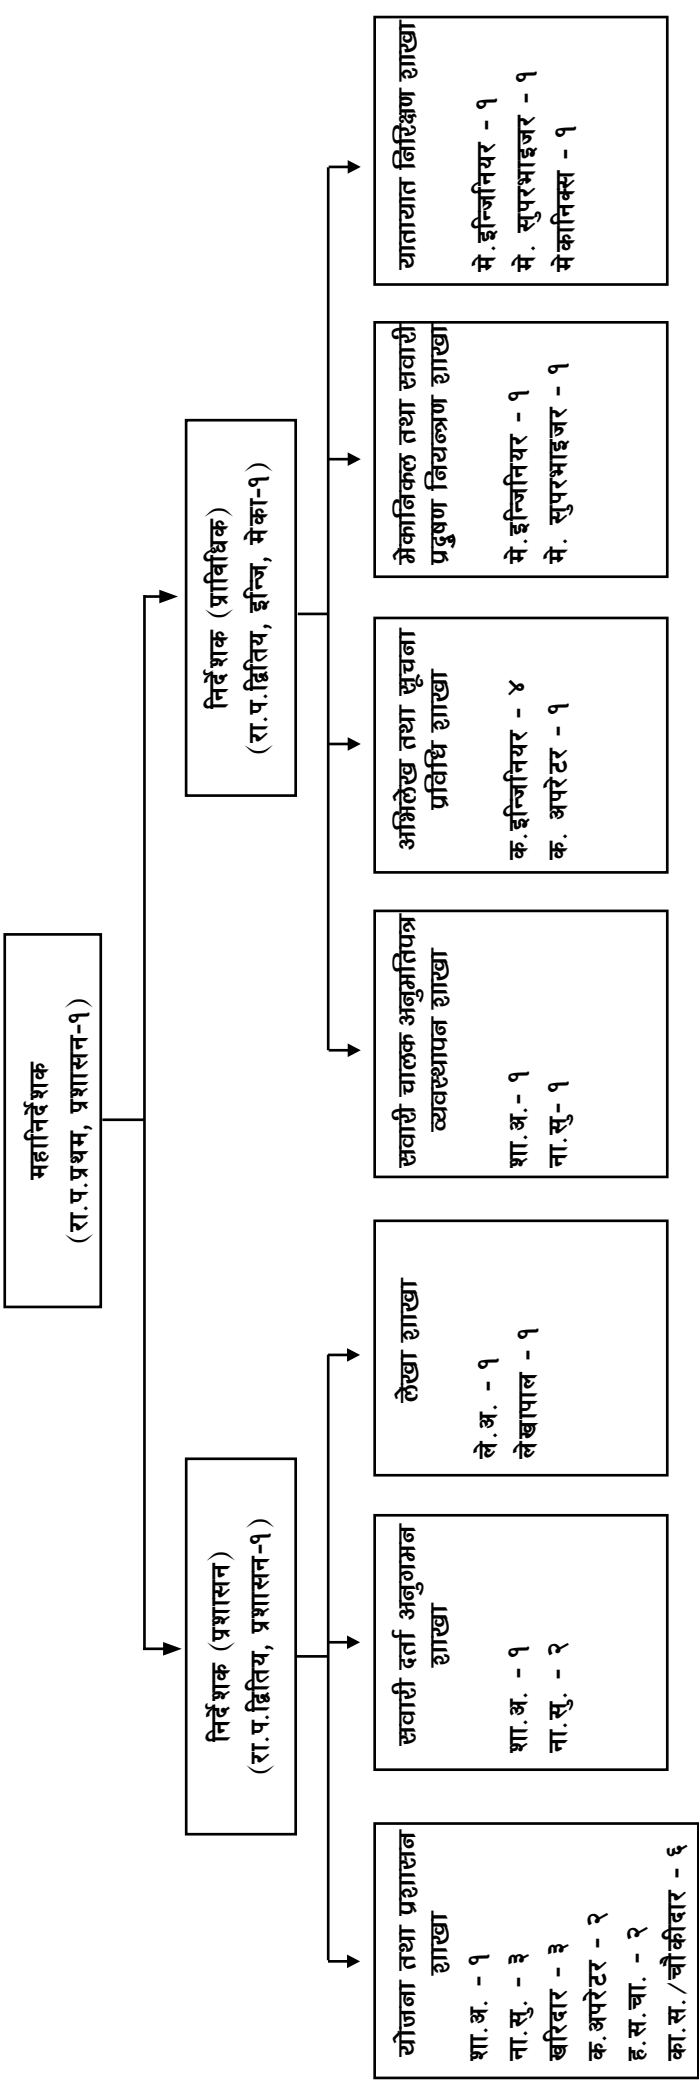 महानिर्देशक
(रा.प.प्रथम, प्रशासन-१)
निर्देशक (प्रशासन)
(रा.प.द्वितिय, प्रशासन-१)
निर्देशक (प्राविधिक)
(रा.प.द्वितिय, इन्जि, मेका-१)
योजना तथा प्रशासन
शाखा
शा.अ. - १
ना.सु. - ३
खरिदार - ३
क.अपरेटर - २
ह.स.चा. - २
का.स./चौकीदार - ६
सवारी दर्ता अनुगमन
शाखा
शा.अ. - १
ना.सु. - २
लेखा शाखा
ले.अ. - १
लेखापाल - १
सवारी चालक अनुमतिपत्र
व्यवस्थापन शाखा
शा.अ.- १
ना.सु- १
अभिलेख तथा सूचना
प्रविधि शाखा
क.इन्जिनियर - ४
क. अपरेटर - १
मेकानिकल तथा सवारी
प्रदुषण नियन्त्रण शाखा
मे.इन्जिनियर - १
मे. सुपरभाइजर - १
यातायात निरिक्षण शाखा
मे.इन्जिनियर - १
मे. सुपरभाइजर - १
मेकानिक्स - १